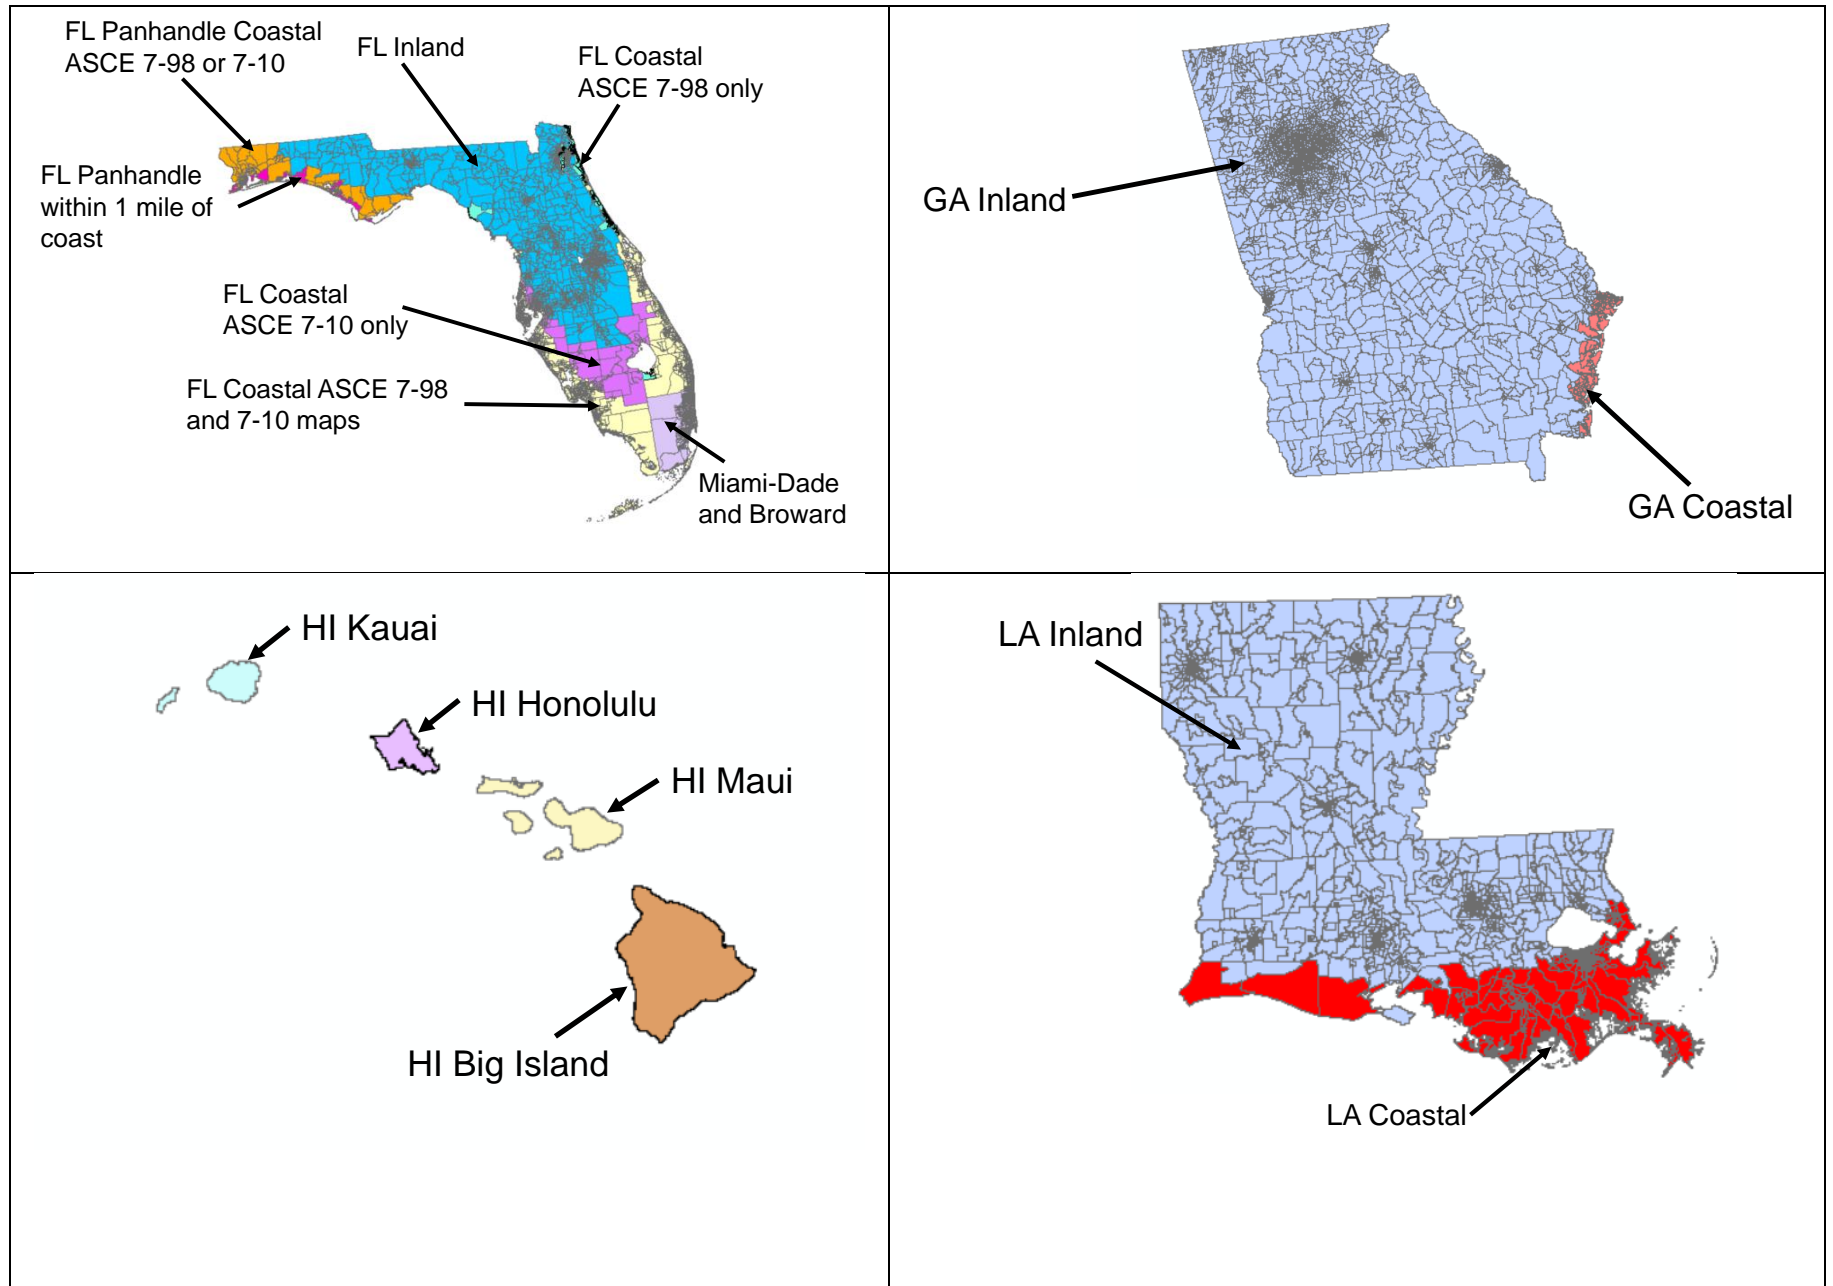 FL Panhandle Coastal
ASCE 7-98 or 7-10
FL Inland
FL Coastal
ASCE 7-98 only
FL Panhandle
within 1 mile of
coast
FL Coastal
ASCE 7-10 only
FL Coastal ASCE 7-98
and 7-10 maps
Miami-Dade
and Broward
GA Inland
GA Coastal
HI Kauai
HI Honolulu
HI Maui
HI Big Island
LA Inland
LA Coastal